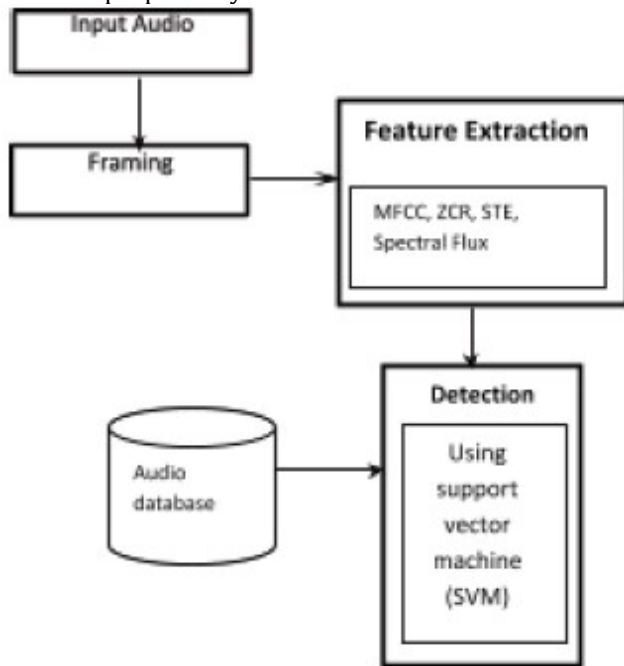 Input Audio
Framing
Feature Extraction
MFCC, ZCR, STE,
Spectral Flux
Detection
Using
support
vector
machine
(SVM)
Audio
database